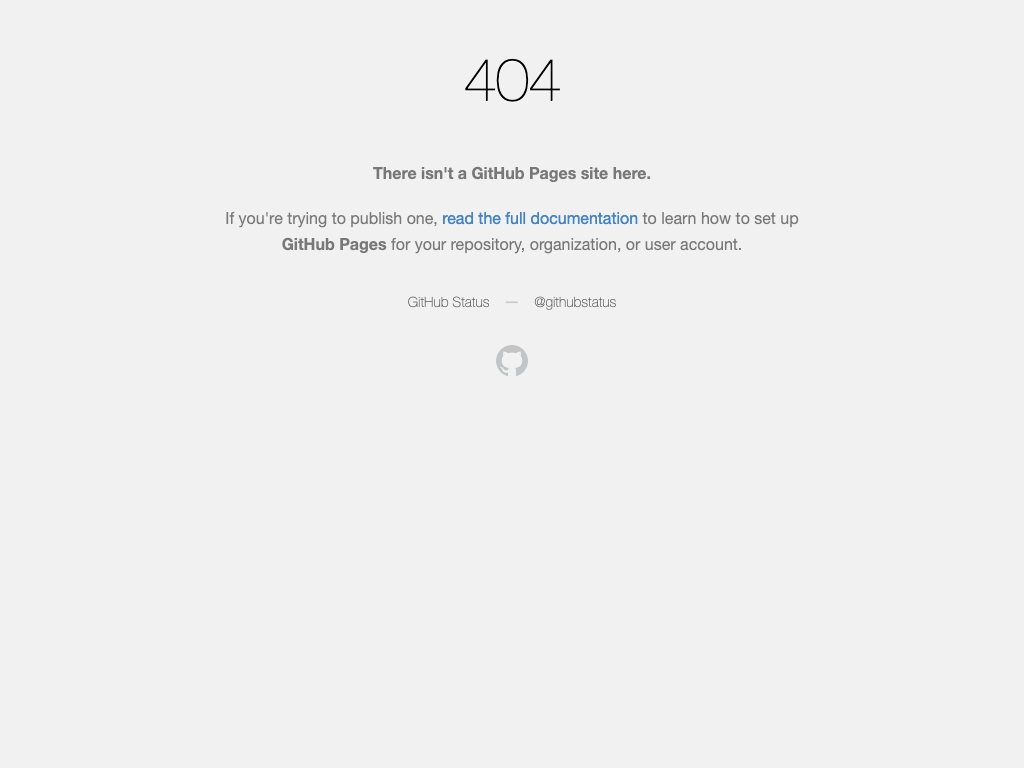 404
There isn't a GitHub Pages site here.
If you're trying to publish one, read the full documentation to learn how to set up
GitHub Pages for your repository, organization, or user account.
GitHub Status — @githubstatus